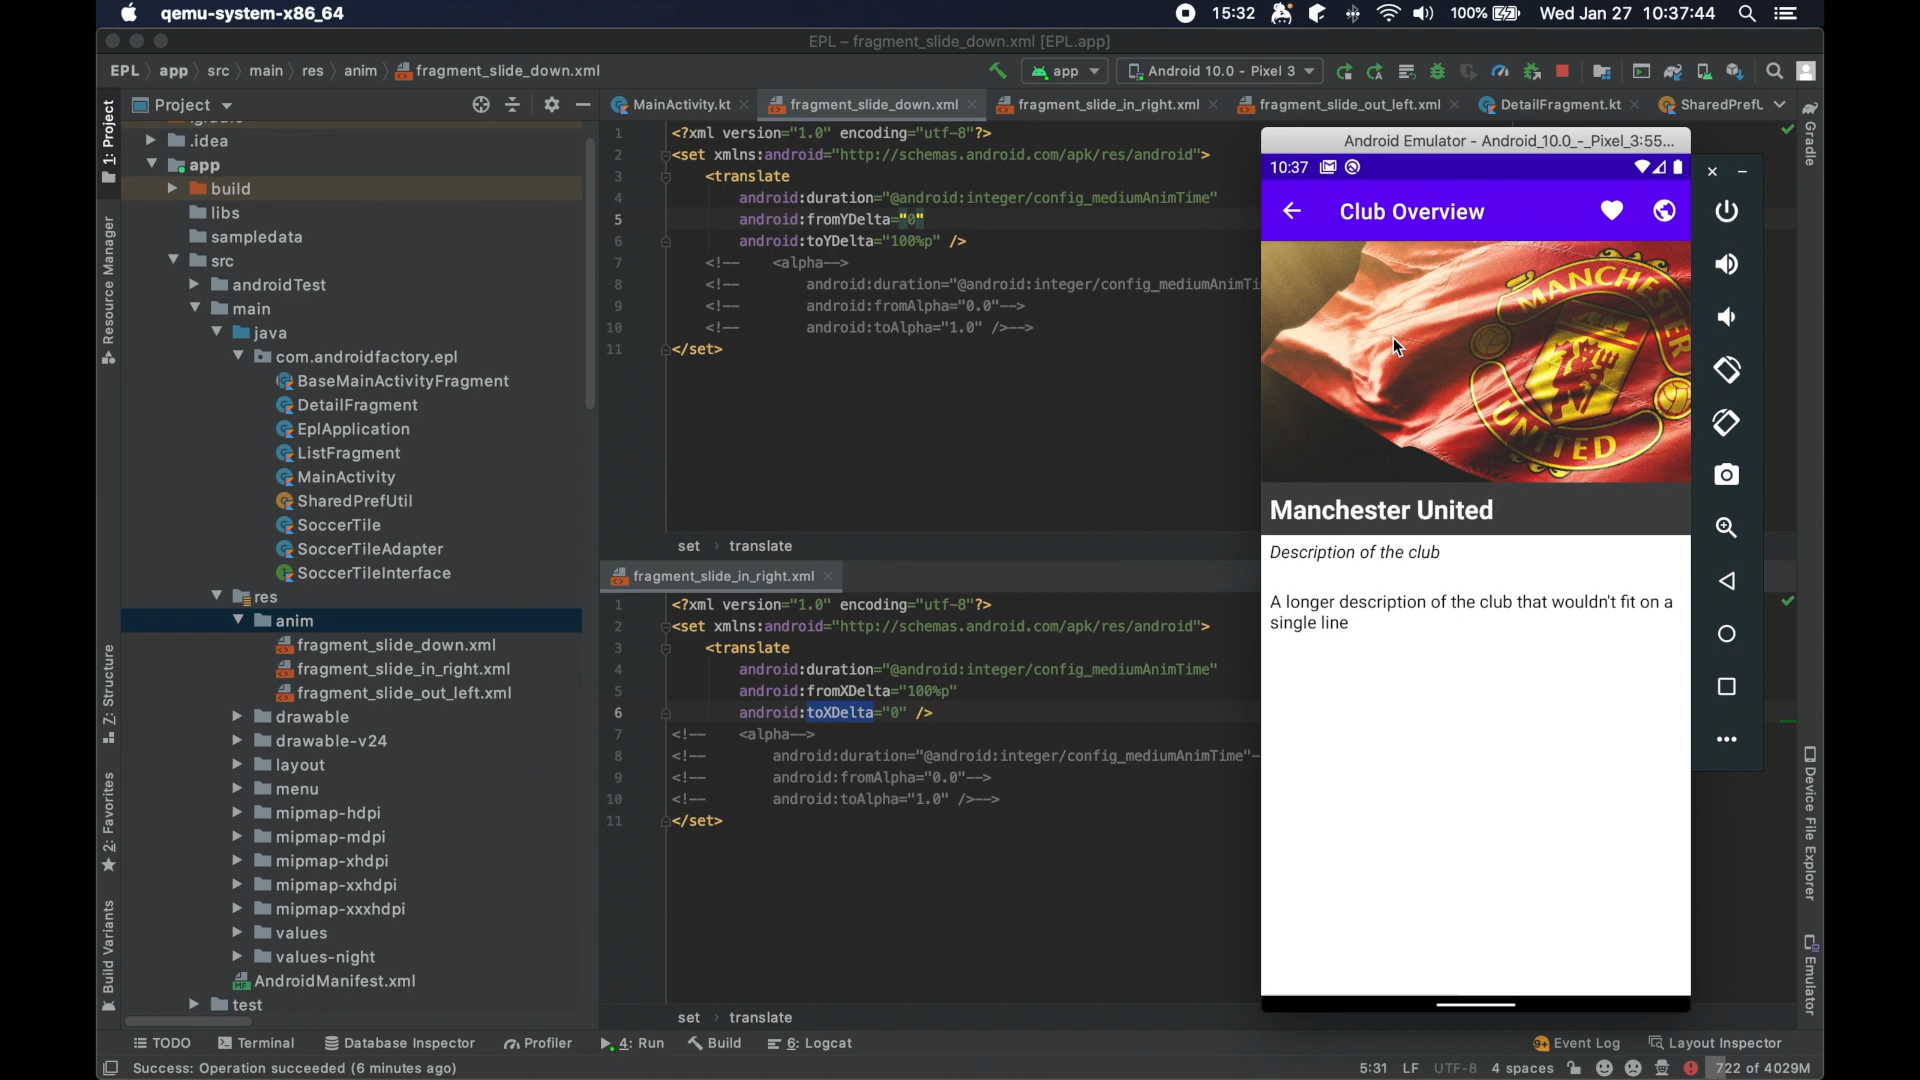 qemu-system-x86_64
15:32
100%
Wed Jan 27 10:37:44
EPL – fragment_slide_down.xml [EPL.app]
EPL app src main res anim fragment_slide_down.xml
app
Android 10.0 - Pixel 3
Project
MainActivity.kt
fragment_slide_down.xml
fragment_slide_in_right.xml
fragment_slide_out_left.xml
DetailFragment.kt
SharedPrefU
1: Project
Resource Manager
Z: Structure
2: Favorites
Build Variants
.idea
app
build
libs
sampledata
src
androidTest
main
java
com.androidfactory.epl
BaseMainActivityFragment
DetailFragment
EplApplication
ListFragment
MainActivity
SharedPrefUtil
SoccerTile
SoccerTileAdapter
SoccerTileInterface
res
anim
fragment_slide_down.xml
fragment_slide_in_right.xml
fragment_slide_out_left.xml
drawable
drawable-v24
layout
menu
mipmap-hdpi
mipmap-mdpi
mipmap-xhdpi
mipmap-xxhdpi
mipmap-xxxhdpi
values
values-night
AndroidManifest.xml
test
1 <?xml version="1.0" encoding="utf-8"?>
2 <set xmlns:android="http://schemas.android.com/apk/res/android">
3 <translate
4 android:duration="@android:integer/config_mediumAnimTime"
5 android:fromYDelta="0"
6 android:toYDelta="100%p" />
7 <!-- <alpha-->
8 <!-- android:duration="@android:integer/config_mediumAnimTi
9 <!-- android:fromAlpha="0.0"-->
10 <!-- android:toAlpha="1.0" />-->
11 </set>
set translate
fragment_slide_in_right.xml
1 <?xml version="1.0" encoding="utf-8"?>
2 <set xmlns:android="http://schemas.android.com/apk/res/android">
3 <translate
4 android:duration="@android:integer/config_mediumAnimTime"
5 android:fromXDelta="100%p"
6 android:toXDelta="0" />
7 <!-- <alpha-->
8 <!-- android:duration="@android:integer/config_mediumAnimTime"-
9 <!-- android:fromAlpha="0.0"-->
10 <!-- android:toAlpha="1.0" />-->
11 </set>
set translate
Android Emulator - Android_10.0_-_Pixel_3:55...
10:37
Club Overview
MANCHESTER
UNITED
Manchester United
Description of the club
A longer description of the club that wouldn't fit on a
single line
Gradle
Device File Explorer
Emulator
TODO
Terminal
Database Inspector
Profiler
4: Run
Build
6: Logcat
9+ Event Log
Layout Inspector
Success: Operation succeeded (6 minutes ago)
5:31 LF UTF-8 4 spaces
722 of 4029M